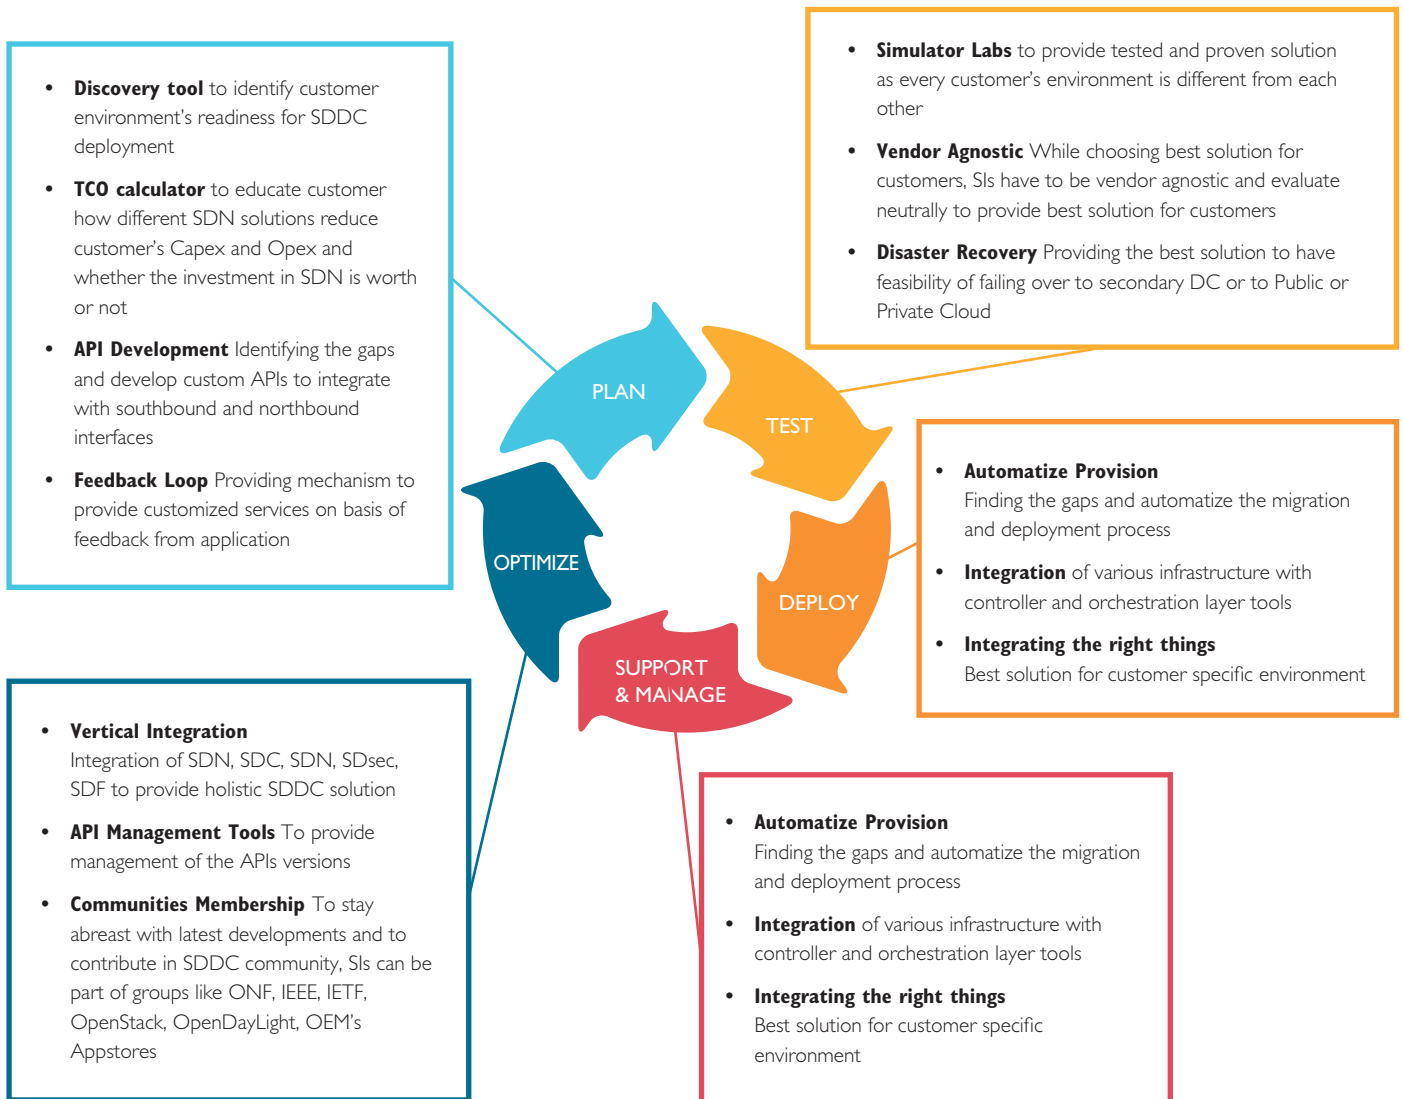 • Discovery tool to identify customer
environment's readiness for SDDC
deployment
• TCO calculator to educate customer
how different SDN solutions reduce
customer's Capex and Opex and
whether the investment in SDN is worth
or not
• API Development Identifying the gaps
and develop custom APIs to integrate
with southbound and northbound
interfaces
• Feedback Loop Providing mechanism to
provide customized services on basis of
feedback from application
• Simulator Labs to provide tested and proven solution
as every customer's environment is different from each
other
• Vendor Agnostic While choosing best solution for
customers, SIs have to be vendor agnostic and evaluate
neutrally to provide best solution for customers
• Disaster Recovery Providing the best solution to have
feasibility of failing over to secondary DC or to Public or
Private Cloud
PLAN
TEST
DEPLOY
SUPPORT
& MANAGE
OPTIMIZE
• Automatize Provision
Finding the gaps and automatize the migration
and deployment process
• Integration of various infrastructure with
controller and orchestration layer tools
• Integrating the right things
Best solution for customer specific environment
• Vertical Integration
Integration of SDN, SDC, SDN, SDsec,
SDF to provide holistic SDDC solution
• API Management Tools To provide
management of the APIs versions
• Communities Membership To stay
abreast with latest developments and to
contribute in SDDC community, SIs can be
part of groups like ONF, IEEE, IETF,
OpenStack, OpenDayLight, OEM's
Appstores
• Automatize Provision
Finding the gaps and automatize the migration
and deployment process
• Integration of various infrastructure with
controller and orchestration layer tools
• Integrating the right things
Best solution for customer specific
environment